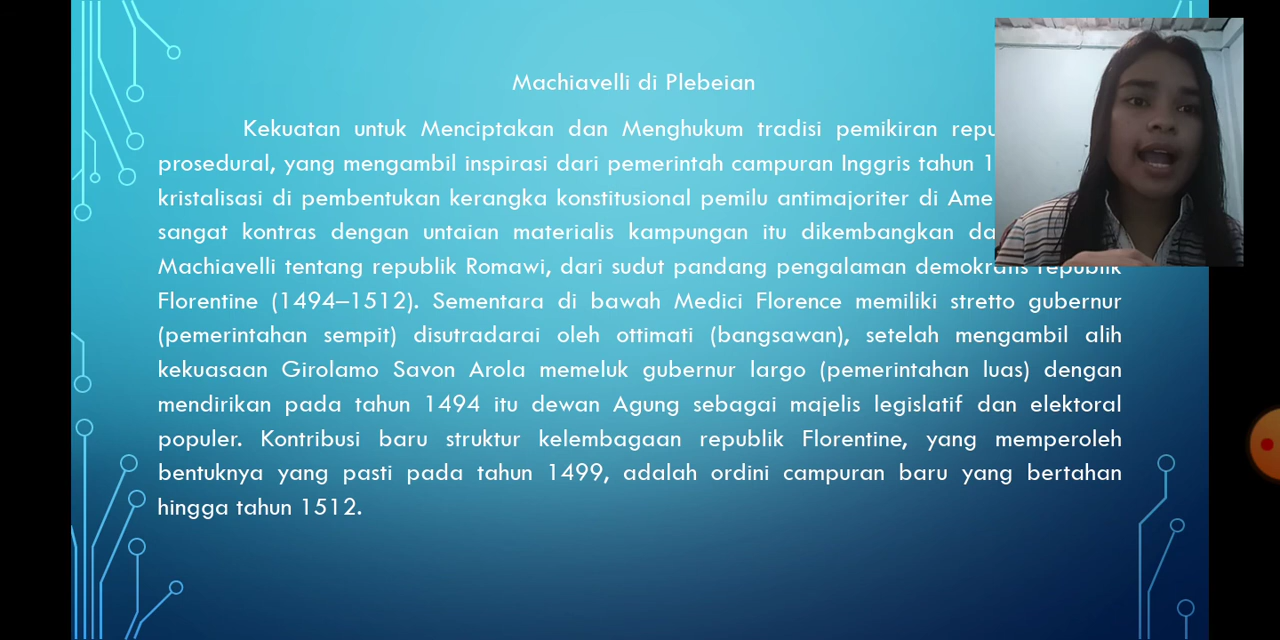 Machiavelli di Plebeian
Kekuatan untuk Menciptakan dan Menghukum tradisi pemikiran
prosedural, yang mengambil inspirasi dari pemerintah campuran Inggris tahun
kristalisasi di pembentukan kerangka konstitusional pemilu antimajoriter di
sangat kontras dengan untaian materialis kampungan itu dikembangkan
Machiavelli tentang republik Romawi, dari sudut pandang pengalaman demokratis republik
Florentine (1494–1512). Sementara di bawah Medici Florence memiliki stretto gubernur
(pemerintahan sempit) disutradarai oleh ottimati (bangsawan), setelah mengambil alih
kekuasaan Girolamo Savon Arola memeluk gubernur largo (pemerintahan luas) dengan
mendirikan pada tahun 1494 itu dewan Agung sebagai majelis legislatif dan elektoral
populer. Kontribusi baru struktur kelembagaan republik Florentine, yang memperoleh
bentuknya yang pasti pada tahun 1499, adalah ordini campuran baru yang bertahan
hingga tahun 1512.